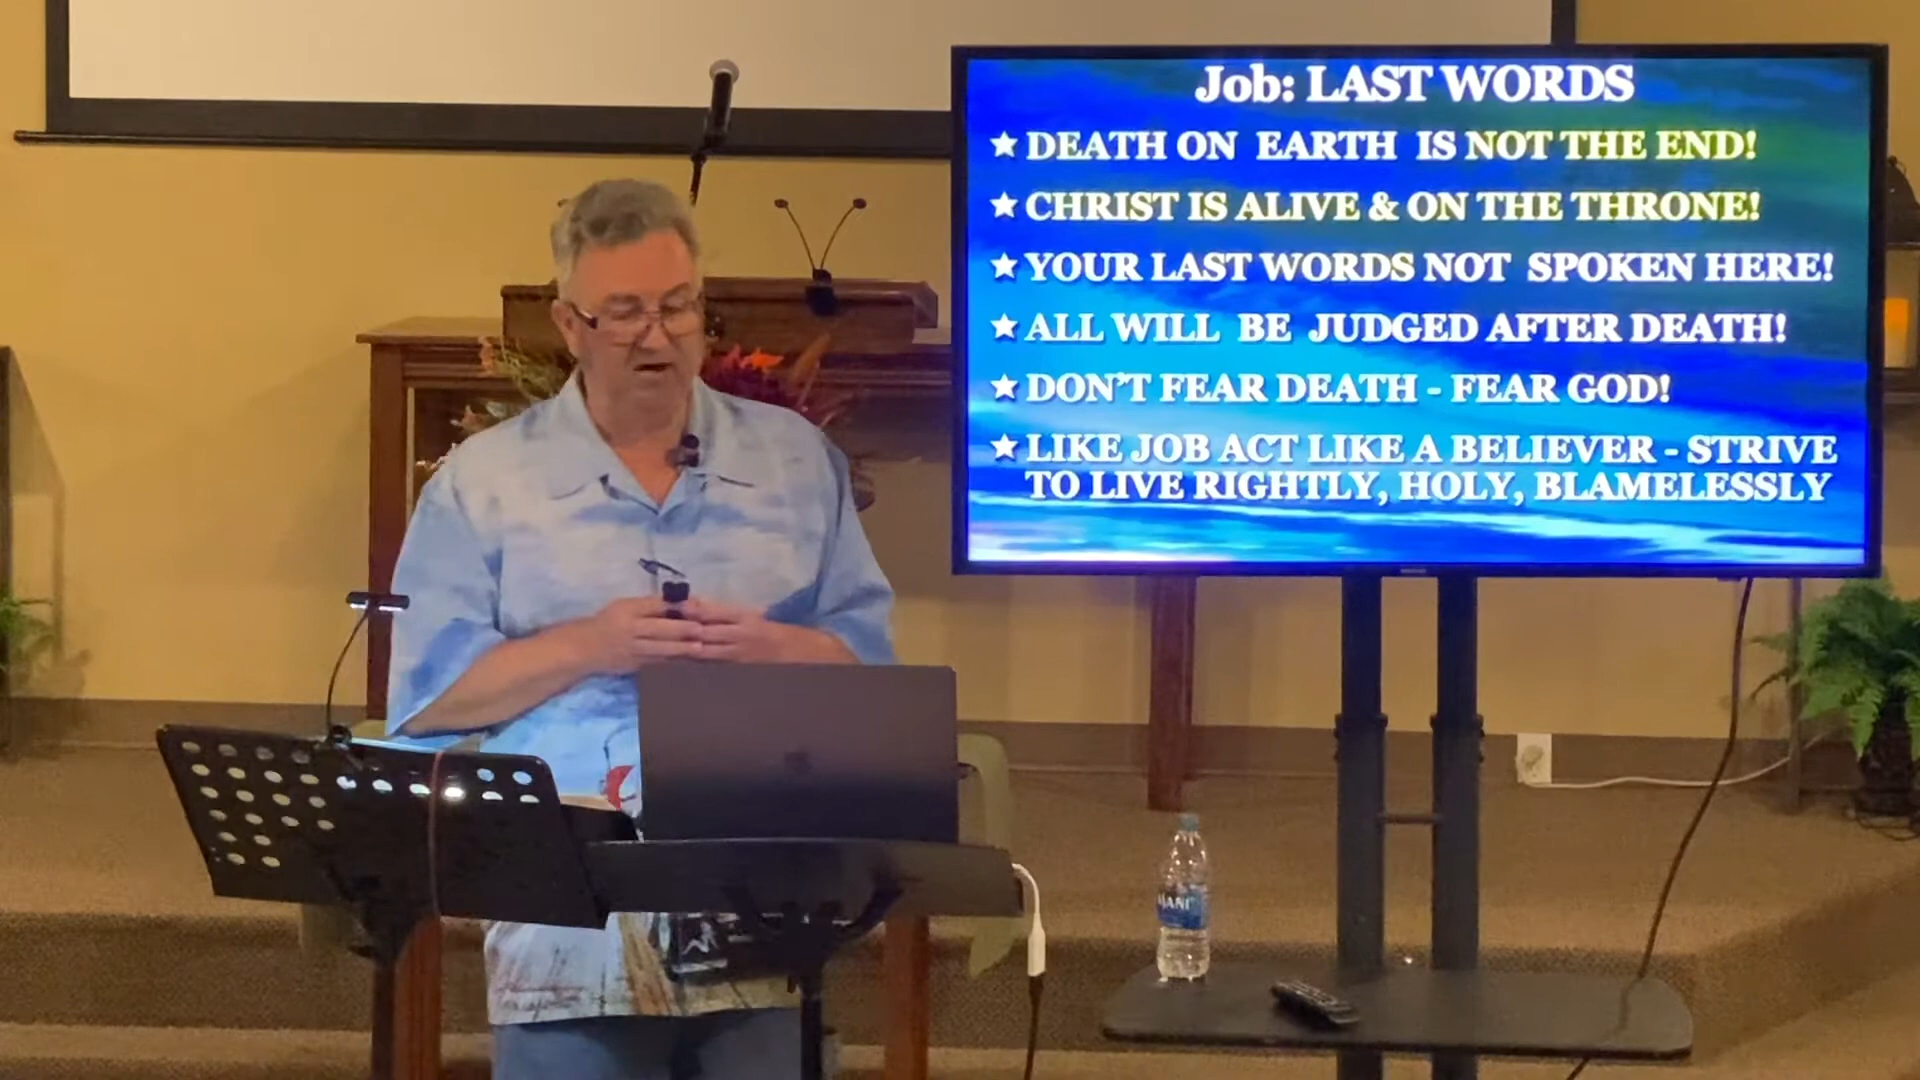 Job: LAST WORDS
★ DEATH ON EARTH IS NOT THE END!
★ CHRIST IS ALIVE & ON THE THRONE!
★ YOUR LAST WORDS NOT SPOKEN HERE!
★ ALL WILL BE JUDGED AFTER DEATH!
★ DON'T FEAR DEATH - FEAR GOD!
★ LIKE JOB ACT LIKE A BELIEVER - STRIVE
TO LIVE RIGHTLY, HOLY, BLAMELESSLY